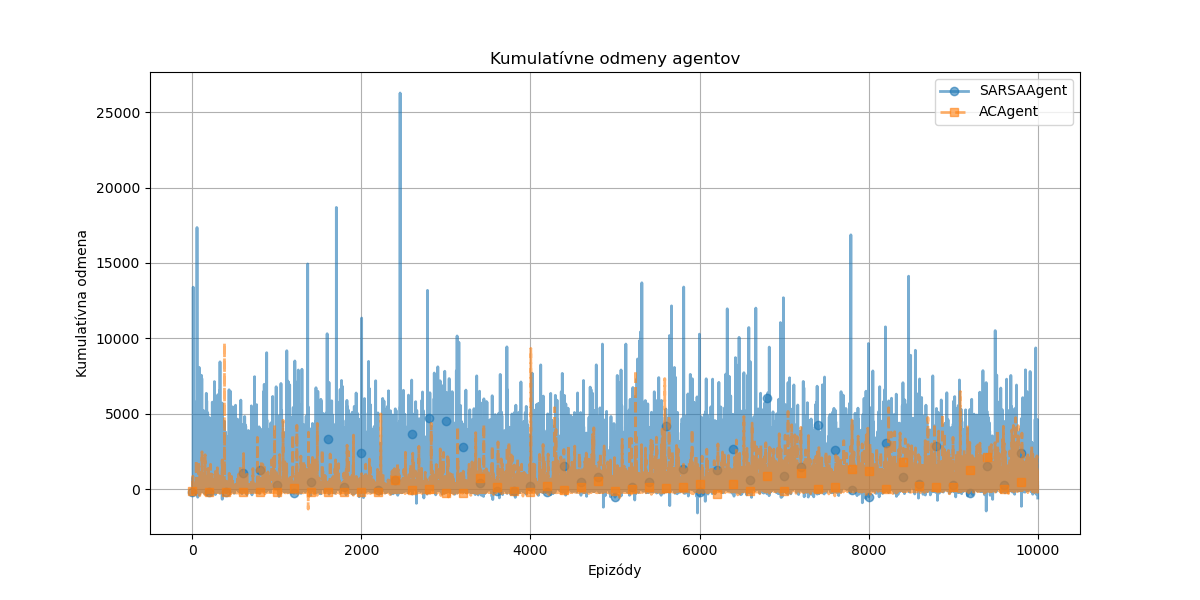 Kumulatívne odmeny agentov
SARSAAgent
ACAgent
Kumulatívna odmena
25000
20000
15000
10000
5000
0
0 2000 4000 6000 8000 10000
Epizódy